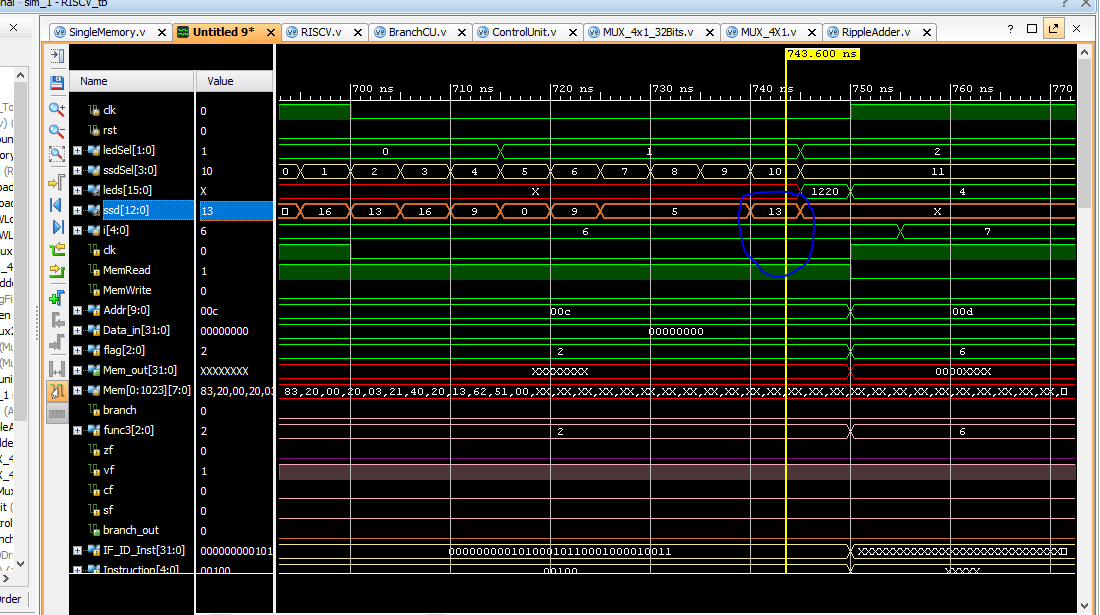 nal - sim_1 - RISCV_tb
SingleMemory.v Untitled 9* RISCV.v BranchCU.v ControlUnit.v MUX_4x1_32Bits.v MUX_4X1.v RippleAdder.v
743.600 ns
Name Value
700 ns 710 ns 720 ns 730 ns 740 ns 750 ns 760 ns 770
clk 0
rst 0
ledSel[1:0] 1 0 1 2
ssdSel[3:0] 10 0 1 2 3 4 5 6 7 8 9 10 11
leds[15:0] X X 1220 4
ssd[12:0] 13 16 13 16 9 0 9 5 13 X
i[4:0] 6 6 7
clk 0
MemRead 1
MemWrite 0
Addr[9:0] 00c 00c 00d
Data_in[31:0] 00000000 00000000
flag[2:0] 2 2 6
Mem_out[31:0] XXXXXXXX XXXXXXXX 0000XXXX
Mem[0:1023][7:0] 83,20,00,20,03 83,20,00,20,03,21,40,20,13,62,51,00,XX,XX,XX,XX,XX,XX,XX,XX,XX,XX,XX,XX,XX,XX,XX,XX,XX,XX,XX,XX,XX,XX,XX
branch 0
func3[2:0] 2 2 6
zf 0
vf 1
cf 0
sf 0
branch_out 0
IF_ID_Inst[31:0] 000000000101 00000000010100010110001000010011 XXXXXXXXXXXXXXXXXXXXXXXXXXXXX
Instruction[4:0] 00100 00100 XXXXX
rder